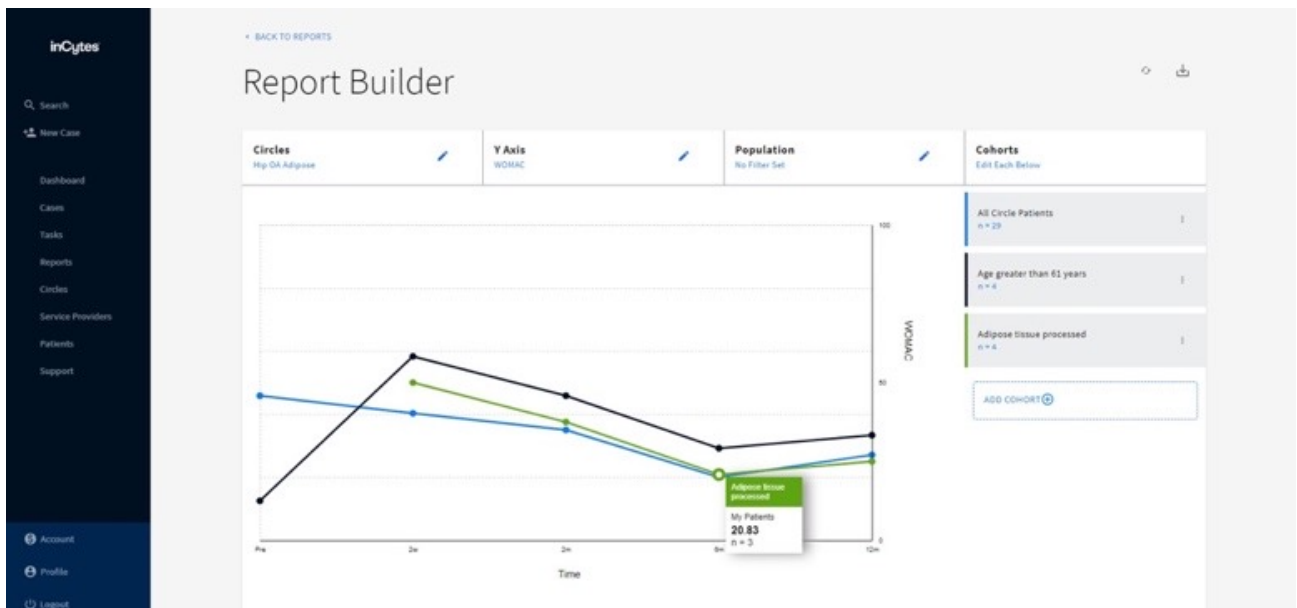 inCytes
Search
New Case
Dashboard
Cases
Tasks
Reports
Circles
Service Providers
Patients
Support
Account
Profile
Logout
BACK TO REPORTS
Report Builder
Circles
Hip OA Adipose
Y Axis
WOMAC
Population
No Filter Set
Cohorts
Edit Each Below
All Circle Patients
n = 29
Age greater than 61 years
n = 4
Adipose tissue processed
n = 4
ADD COHORT
100
50
0
WOMAC
Adipose tissue
processed
My Patients
20.83
n = 3
Pre
2w
2m
6m
12m
Time